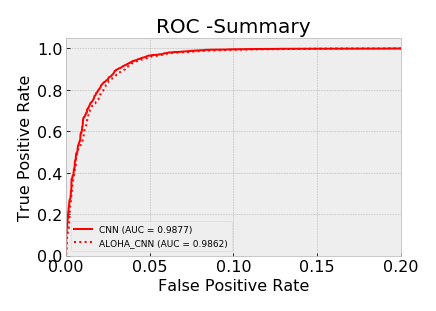 ROC -Summary
1.0
0.8
0.6
0.4
0.2
0.0
True Positive Rate
CNN (AUC = 0.9877)
ALOHA_CNN (AUC = 0.9862)
0.00 0.05 0.10 0.15 0.20
False Positive Rate